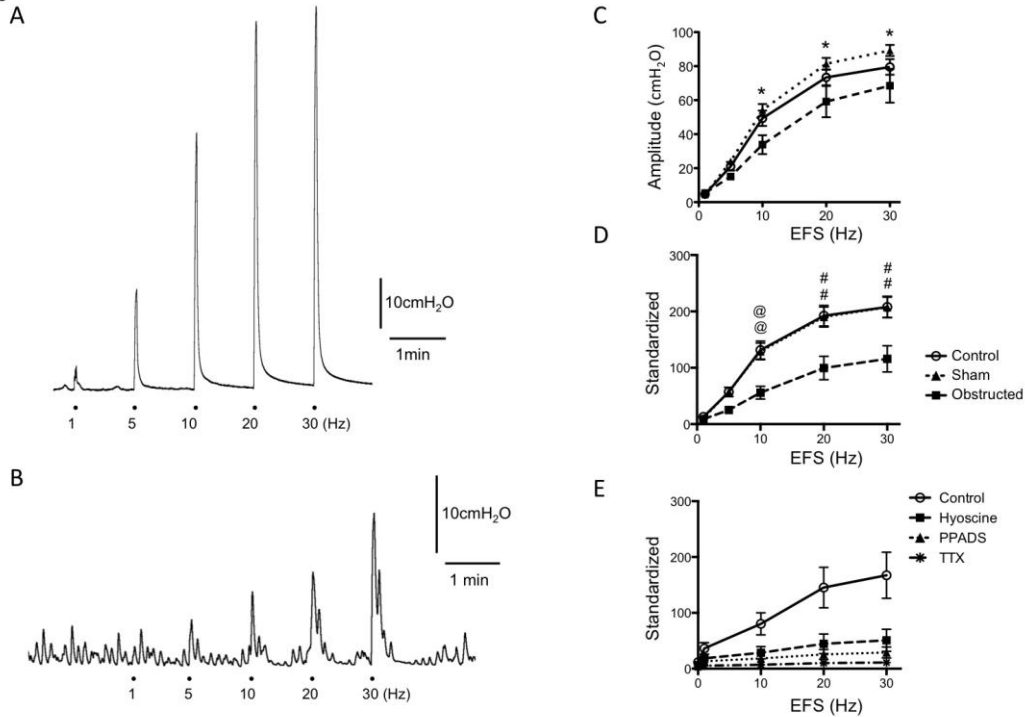 A
10cmH₂O
1min
1 5 10 20 30 (Hz)
B
10cmH₂O
1 min
1 5 10 20 30 (Hz)
C
Amplitude (cmH₂O)
100
80
60
40
20
0
* * *
0 10 20 30
EFS (Hz)
D
Standardized
300
200
100
0
@ # #
@ # #
0 10 20 30
EFS (Hz)
Control
Sham
Obstructed
E
Standardized
300
200
100
0
0 10 20 30
EFS (Hz)
Control
Hyoscine
PPADS
TTX